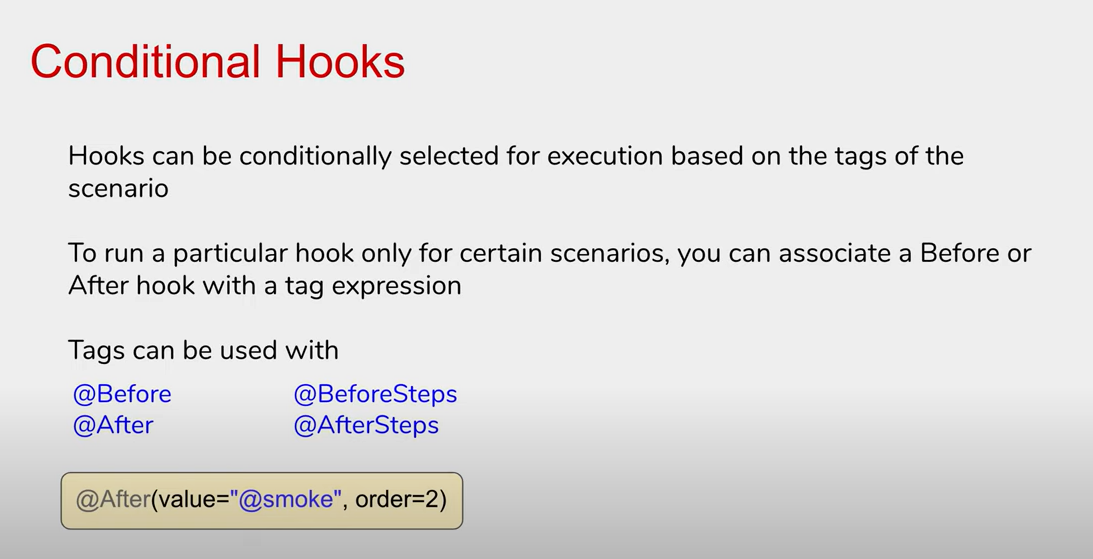 Conditional Hooks
Hooks can be conditionally selected for execution based on the tags of the
scenario
To run a particular hook only for certain scenarios, you can associate a Before or
After hook with a tag expression
Tags can be used with
@Before @BeforeSteps
@After @AfterSteps
@After(value="@smoke", order=2)